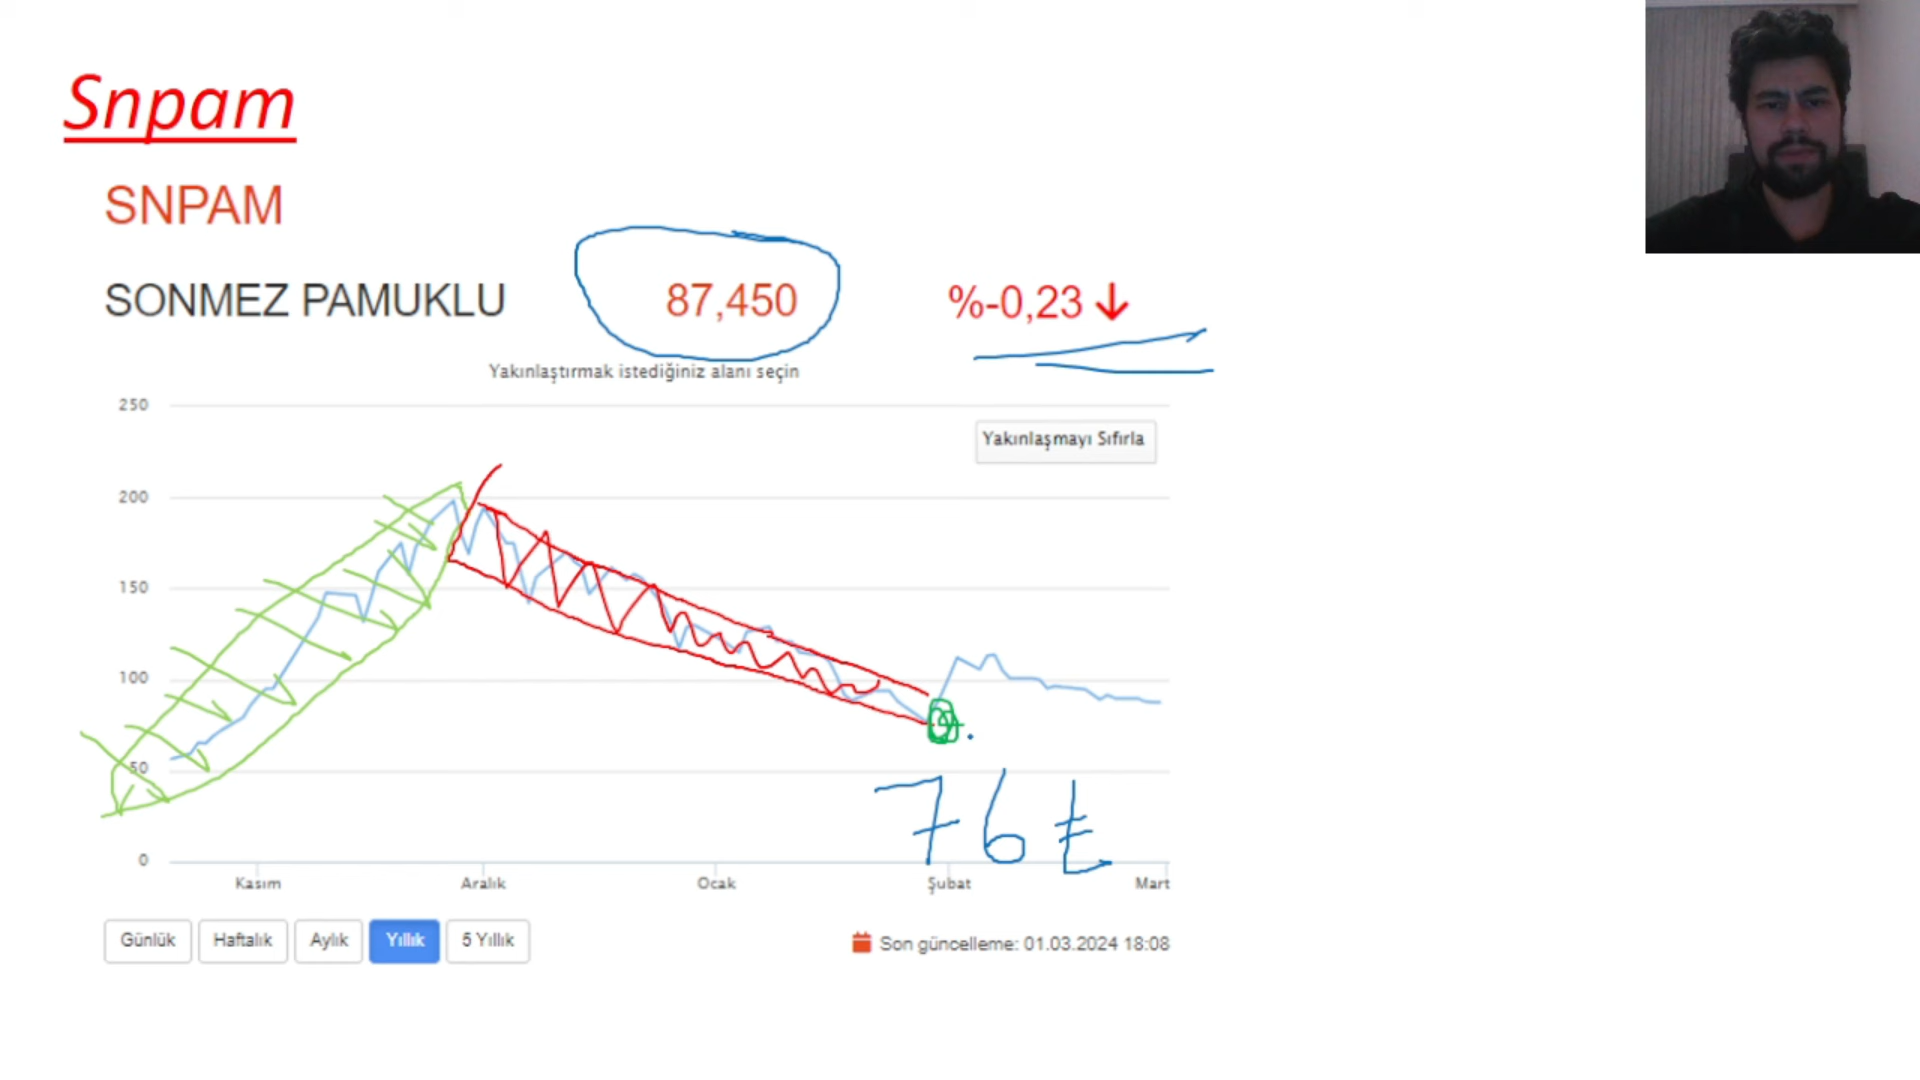 Snpam
SNPAM
SONMEZ PAMUKLU 87,450 %-0,23
Yakınlaştırmak istediğiniz alanı seçin
250
Yakınlaşmayı Sıfırla
200
150
100
50
76 ₺
0
Kasım Aralık Ocak Şubat Mart
Günlük Haftalık Aylık Yıllık 5 Yıllık Son güncelleme: 01.03.2024 18:08